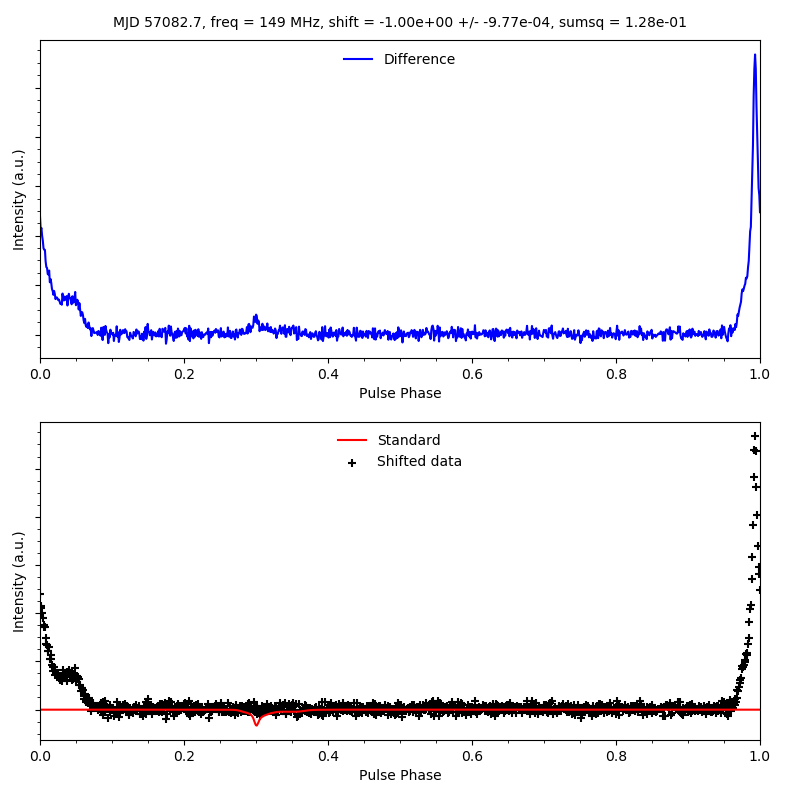 MJD 57082.7, freq = 149 MHz, shift = -1.00e+00 +/- -9.77e-04, sumsq = 1.28e-01
Difference
Intensity (a.u.)
0.0 0.2 0.4 0.6 0.8 1.0
Pulse Phase
Standard
Shifted data
Intensity (a.u.)
0.0 0.2 0.4 0.6 0.8 1.0
Pulse Phase